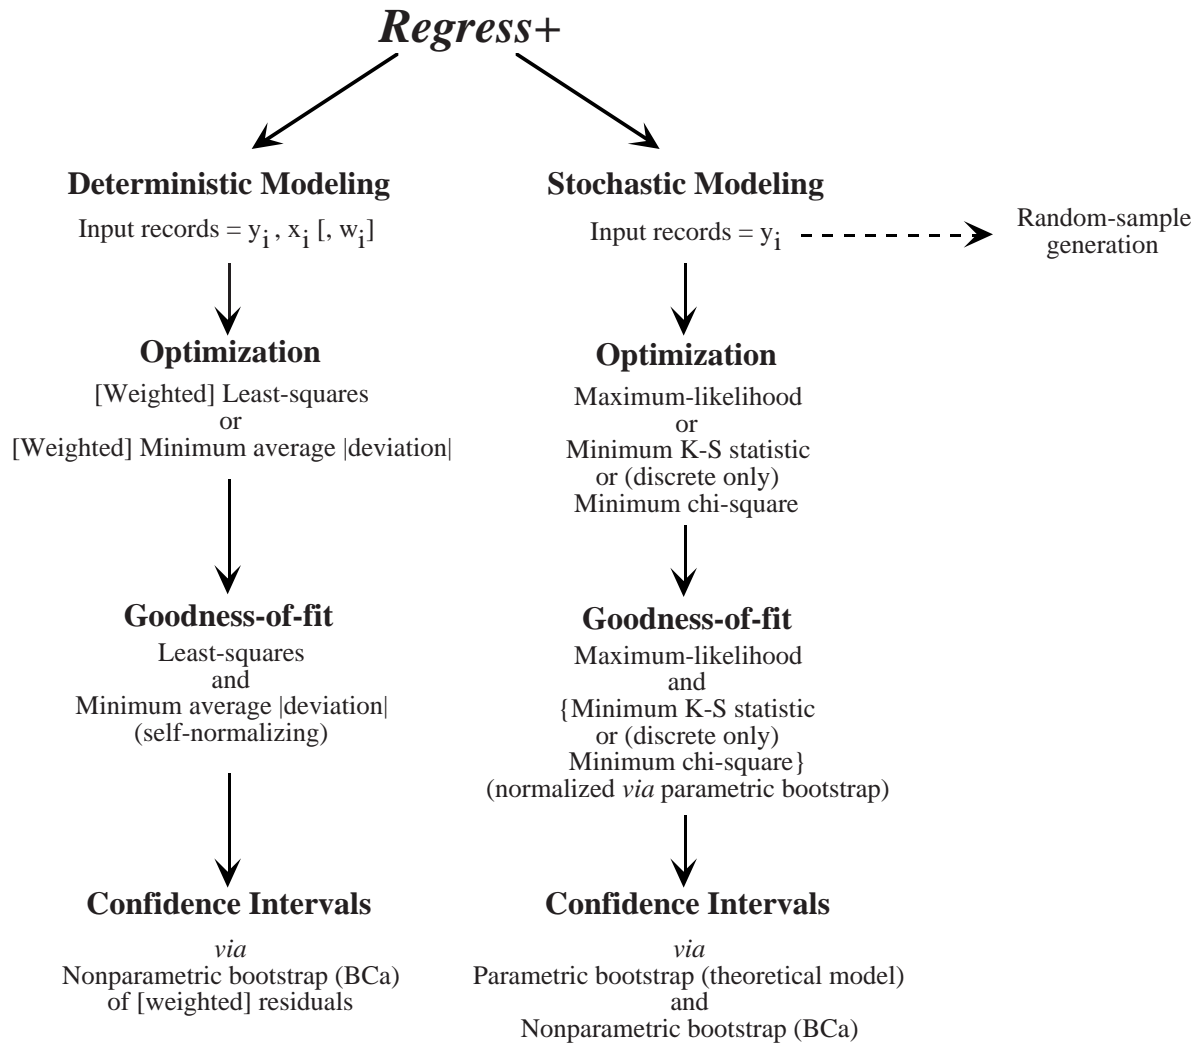 Regress+
Deterministic Modeling
Input records = yi , xi [, wi]
Optimization
[Weighted] Least-squares
or
[Weighted] Minimum average |deviation|
Goodness-of-fit
Least-squares
and
Minimum average |deviation|
(self-normalizing)
Confidence Intervals
via
Nonparametric bootstrap (BCa)
of [weighted] residuals
Stochastic Modeling
Input records = yi
Random-sample
generation
Optimization
Maximum-likelihood
or
Minimum K-S statistic
or (discrete only)
Minimum chi-square
Goodness-of-fit
Maximum-likelihood
and
{Minimum K-S statistic
or (discrete only)
Minimum chi-square}
(normalized via parametric bootstrap)
Confidence Intervals
via
Parametric bootstrap (theoretical model)
and
Nonparametric bootstrap (BCa)